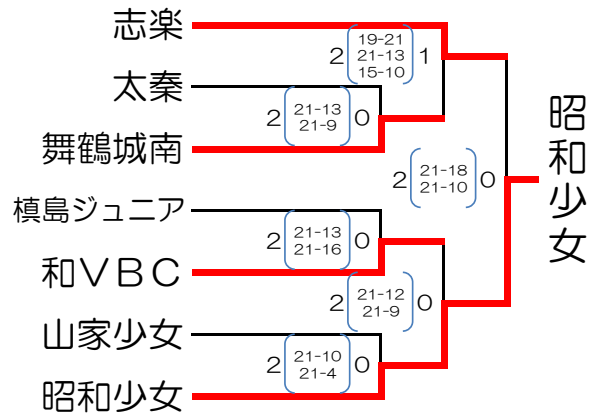 志楽
2 19-21 1
21-13
15-10
太秦
2 21-13 0
21-9
舞鶴城南
2 21-18 0
21-10
槙島ジュニア
2 21-13 0
21-16
和ＶＢＣ
2 21-12 0
21-9
山家少女
2 21-10 0
21-4
昭和少女
昭和少女